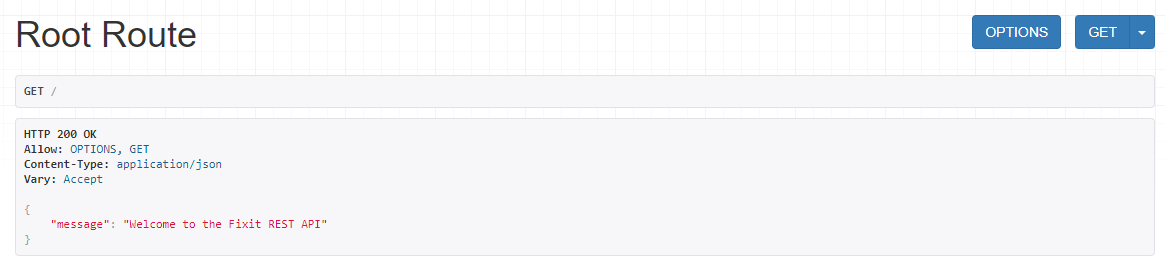 Root Route
OPTIONS
GET
GET /
HTTP 200 OK
Allow: OPTIONS, GET
Content-Type: application/json
Vary: Accept
{
"message": "Welcome to the Fixit REST API"
}